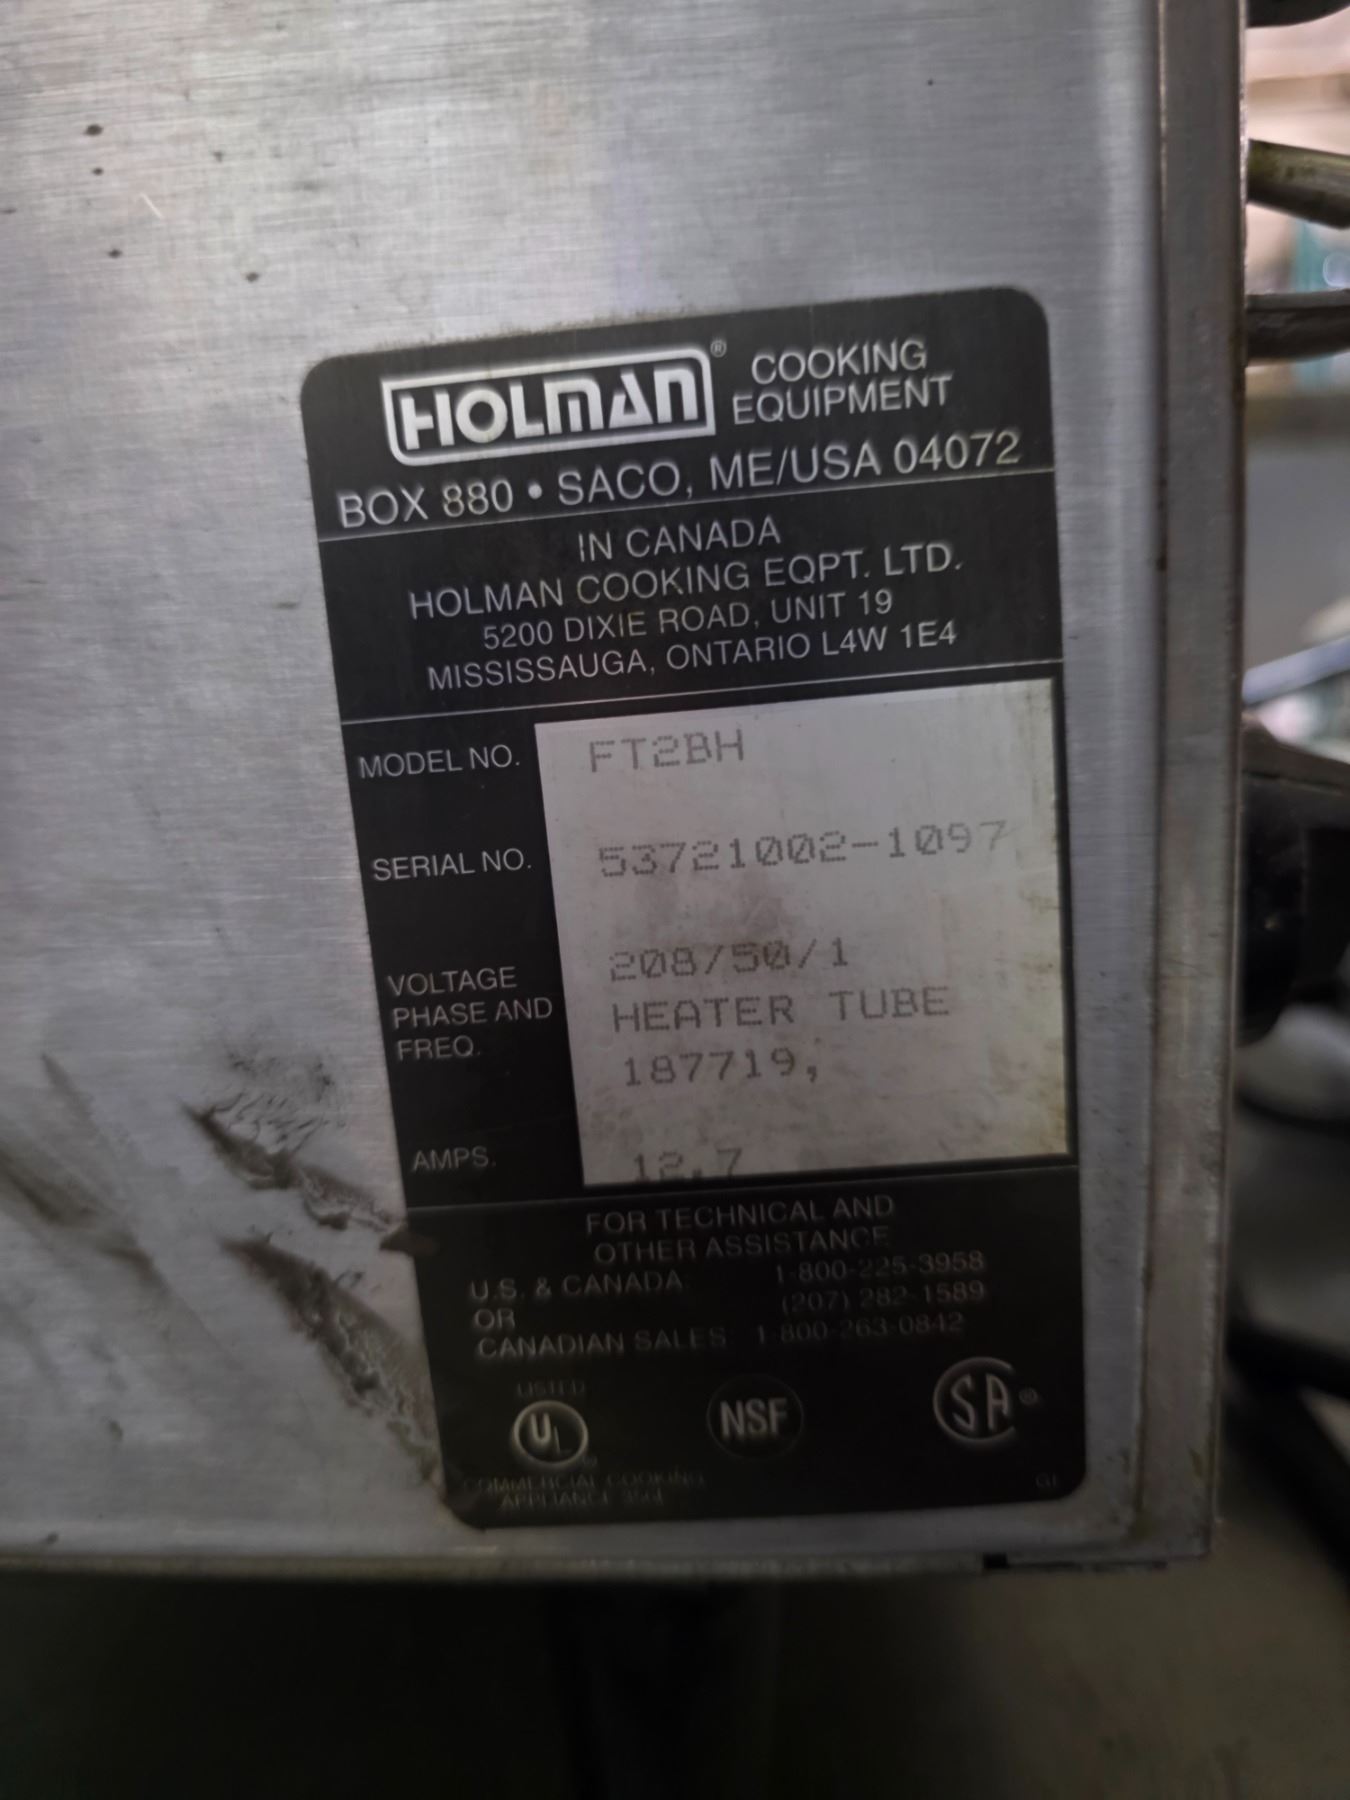 HOLMAN® COOKING EQUIPMENT
BOX 880 • SACO, ME/USA 04072
IN CANADA
HOLMAN COOKING EQPT. LTD.
5200 DIXIE ROAD, UNIT 19
MISSISSAUGA, ONTARIO L4W 1E4
MODEL NO. FT2BH
SERIAL NO. 53721002-1097
VOLTAGE PHASE AND FREQ. 208/50/1
HEATER TUBE
187719,
AMPS. 12.7
FOR TECHNICAL AND
OTHER ASSISTANCE
U.S. & CANADA: 1-800-225-3958
OR (207) 282-1589
CANADIAN SALES: 1-800-263-0842
LISTED
UL
NSF
SA®
COMMERCIAL COOKING
APPLIANCE